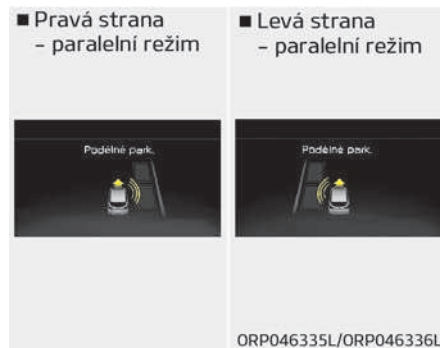 ■ Pravá strana
– paralelní režim
Podélné park.
■ Levá strana
– paralelní režim
Podélné park.
ORP046335L/ORP046336L